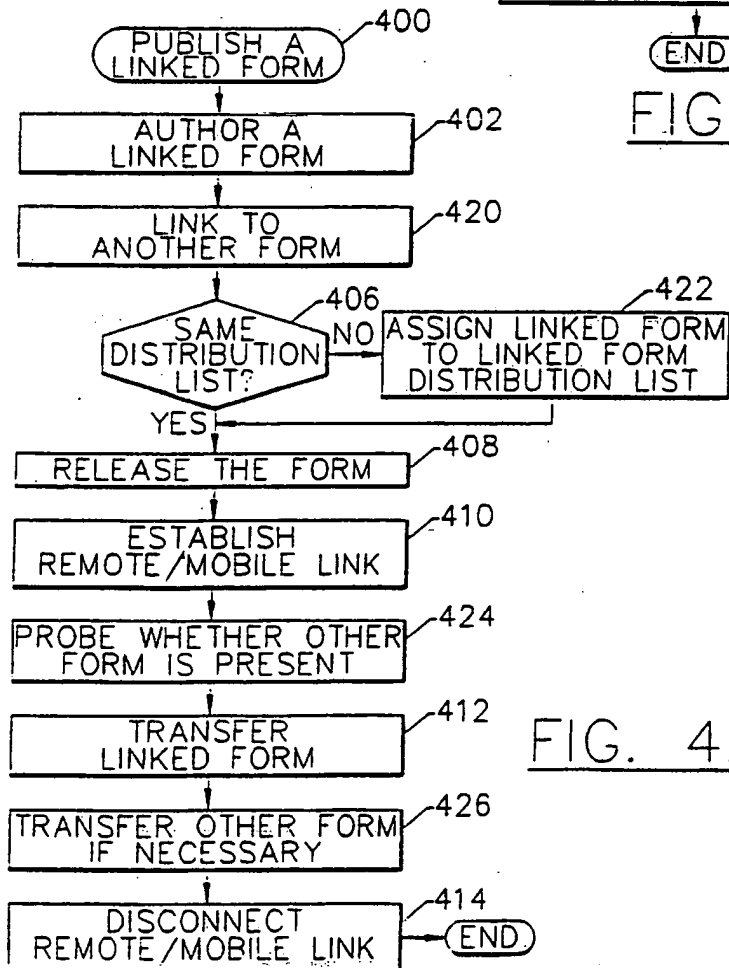 400
PUBLISH A
LINKED FORM
END
FIG
AUTHOR A
LINKED FORM
402
LINK TO
ANOTHER FORM
420
SAME
DISTRIBUTION
LIST?
406
NO
YES
422
ASSIGN LINKED FORM
TO LINKED FORM
DISTRIBUTION LIST
RELEASE THE FORM
408
ESTABLISH
REMOTE/MOBILE LINK
410
PROBE WHETHER OTHER
FORM IS PRESENT
424
TRANSFER
LINKED FORM
412
FIG. 4
TRANSFER OTHER FORM
IF NECESSARY
426
DISCONNECT
REMOTE/MOBILE LINK
414
END